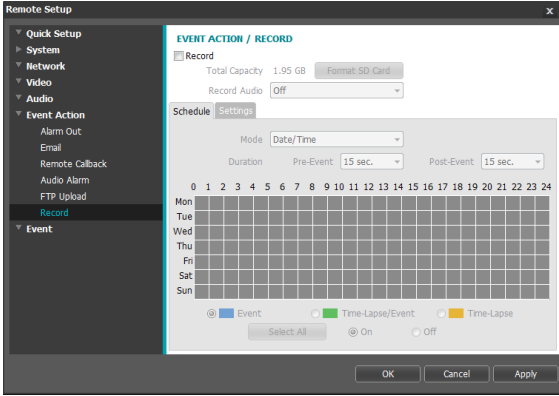 Remote Setup
x
Quick Setup
System
Network
Video
Audio
Event Action
Alarm Out
Email
Remote Callback
Audio Alarm
FTP Upload
Record
Event
EVENT ACTION / RECORD
Record
Total Capacity 1.95 GB Format SD Card
Record Audio Off
Schedule Settings
Mode Date/Time
Duration Pre-Event 15 sec. Post-Event 15 sec.
0 1 2 3 4 5 6 7 8 9 10 11 12 13 14 15 16 17 18 19 20 21 22 23 24
Mon
Tue
Wed
Thu
Fri
Sat
Sun
Event Time-Lapse/Event Time-Lapse
Select All On Off
OK Cancel Apply